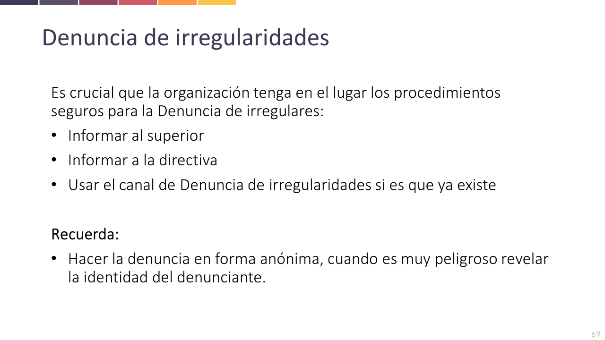 Denuncia de irregularidades
Es crucial que la organización tenga en el lugar los procedimientos
seguros para la Denuncia de irregulares:
• Informar al superior
• Informar a la directiva
• Usar el canal de Denuncia de irregularidades si es que ya existe
Recuerda:
• Hacer la denuncia en forma anónima, cuando es muy peligroso revelar
la identidad del denunciante.
69